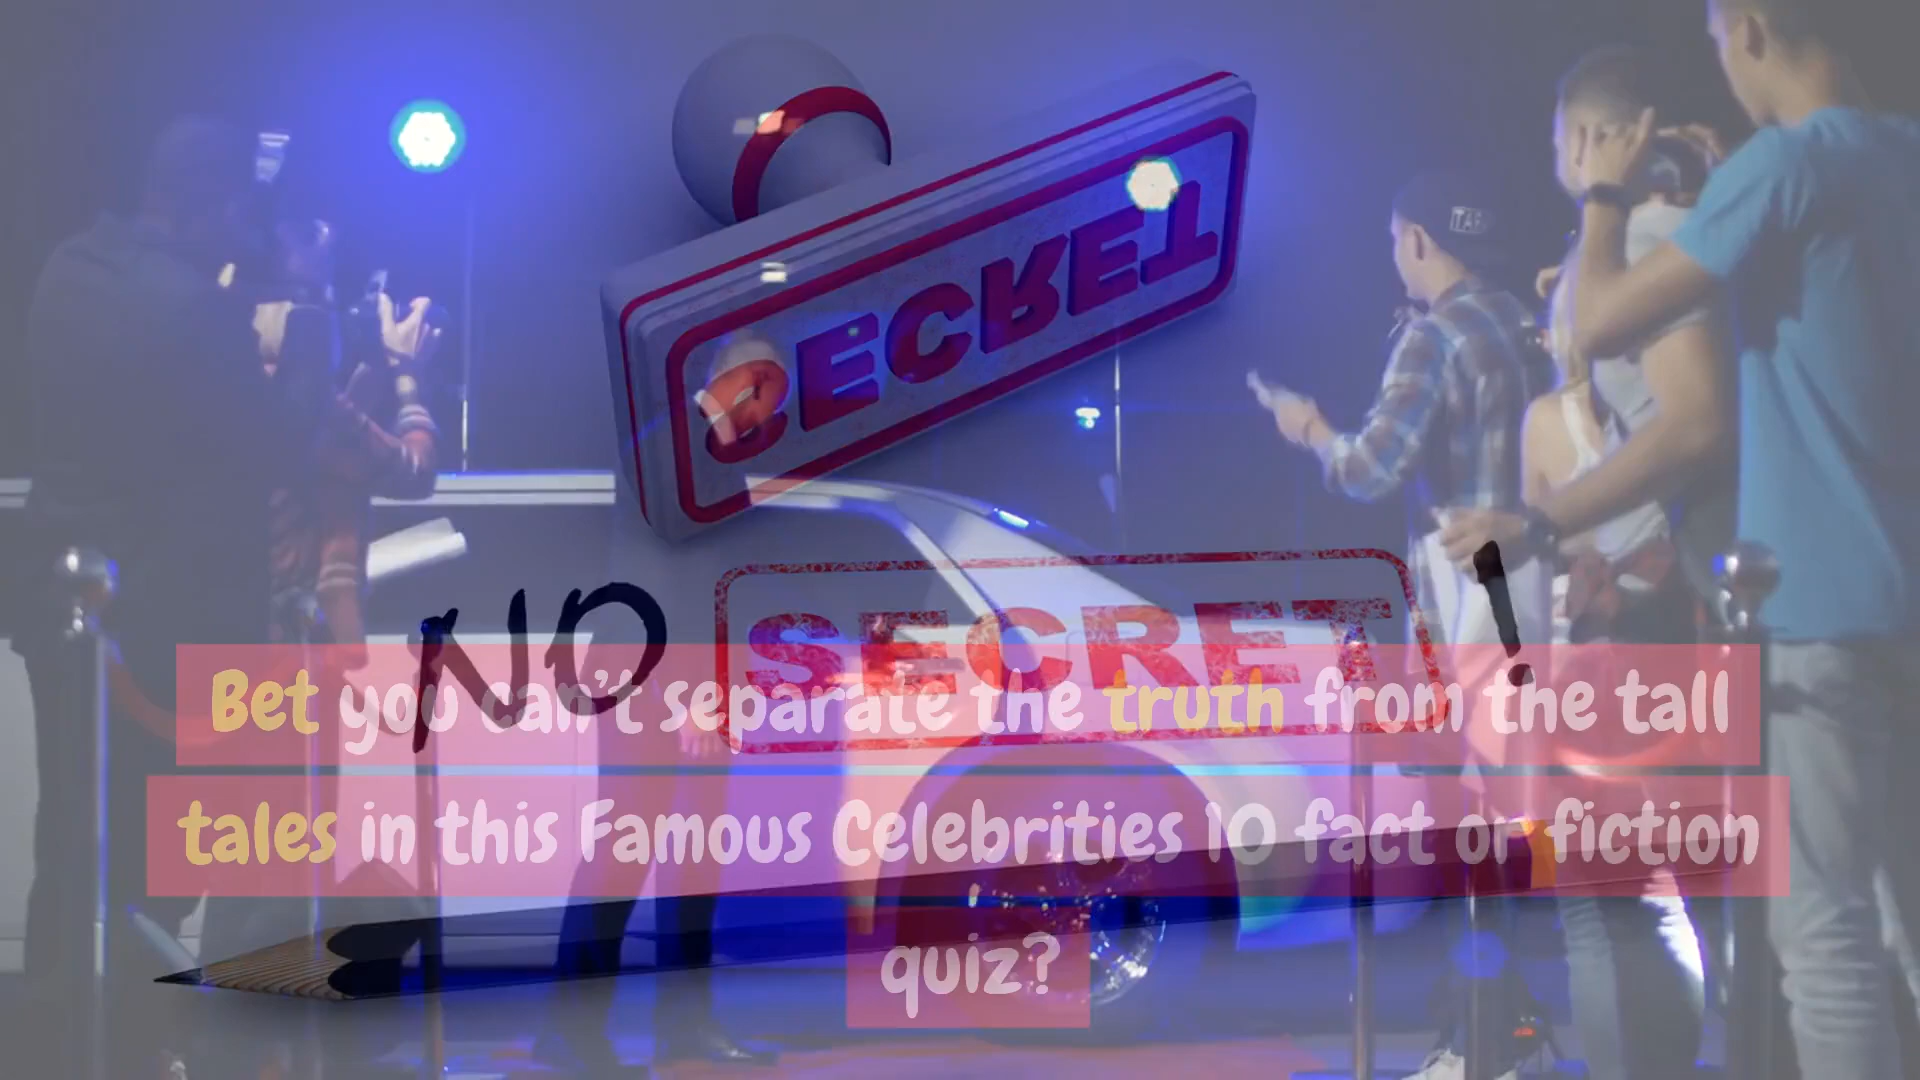 SECRET
NO SECRET !
Bet you can't separate the truth from the tall
tales in this Famous Celebrities 10 fact or fiction
quiz?